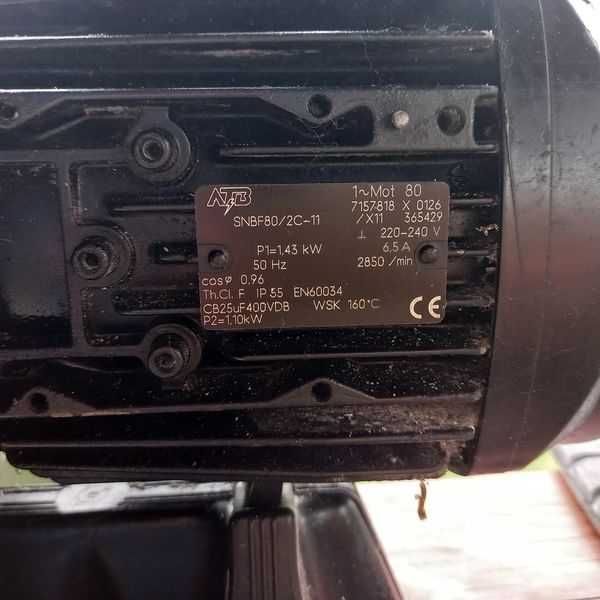 ATB
1~Mot 80
7157818 X 0126
SNBF80/2C-11 /X11 365429
⊥ 220-240 V
P1=1,43 kW 6,5 A
50 Hz 2850 /min
cosφ 0.96
Th.Cl. F IP 55 EN60034
CB25uF400VDB WSK 160°C
P2=1,10kW
CE